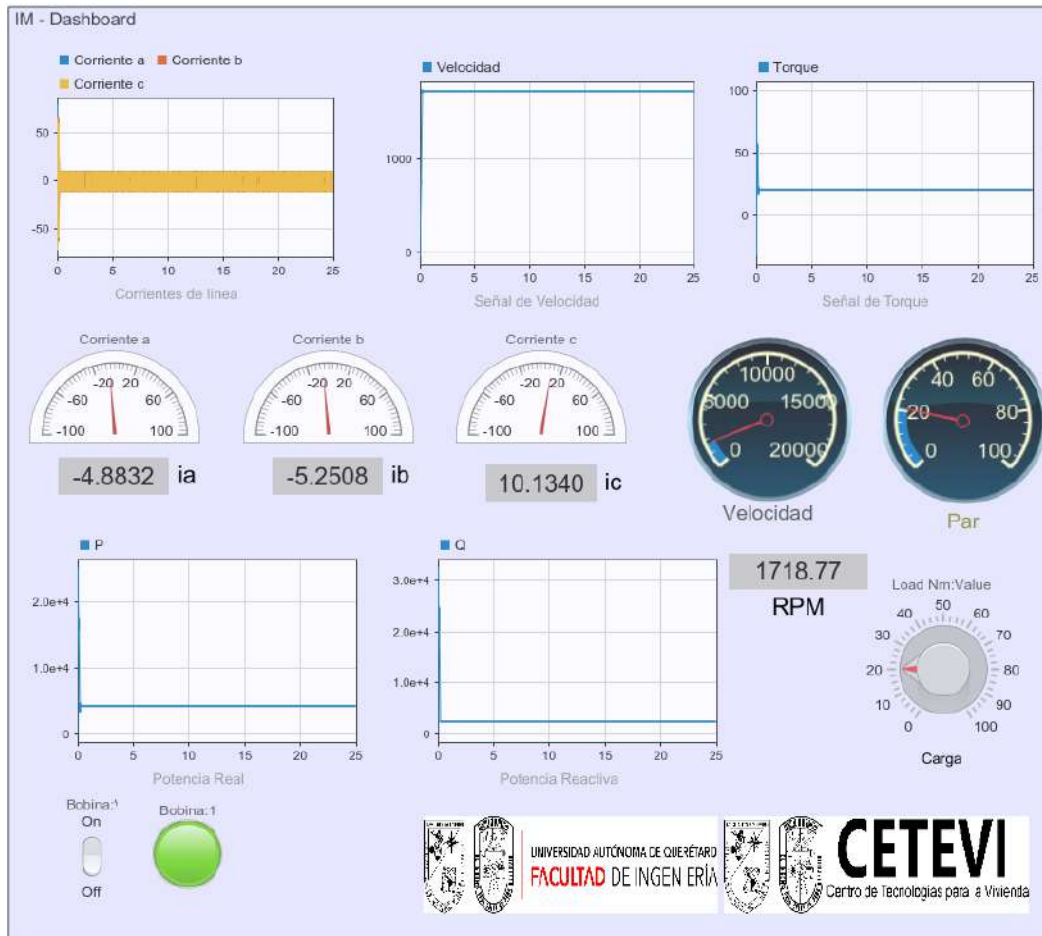 IM - Dashboard
Corriente a Corriente b
Corriente c
50
0
-50
0 5 10 15 20 25
Corrientes de línea
Velocidad
1000
0
0 5 10 15 20 25
Señal de Velocidad
Torque
100
50
0
0 5 10 15 20 25
Señal de Torque
Corriente a
-100 -60 -20 20 60 100
-4.8832 ia
Corriente b
-100 -60 -20 20 60 100
-5.2508 ib
Corriente c
-100 -60 -20 20 60 100
10.1340 ic
0 5000 10000 15000 20000
Velocidad
0 20 40 60 80 100
Par
P
2.0e+4
1.0e+4
0
0 5 10 15 20 25
Potencia Real
Q
3.0e+4
2.0e+4
1.0e+4
0
0 5 10 15 20 25
Potencia Reactiva
1718.77
RPM
Load Nm:Value
0 10 20 30 40 50 60 70 80 90 100
Carga
On
Off
Bobina:1
UNIVERSIDAD AUTÓNOMA DE QUERÉTARO
FACULTAD DE INGEN ERÍA
CETEVI
Centro de Tecnologías para a Vivienda